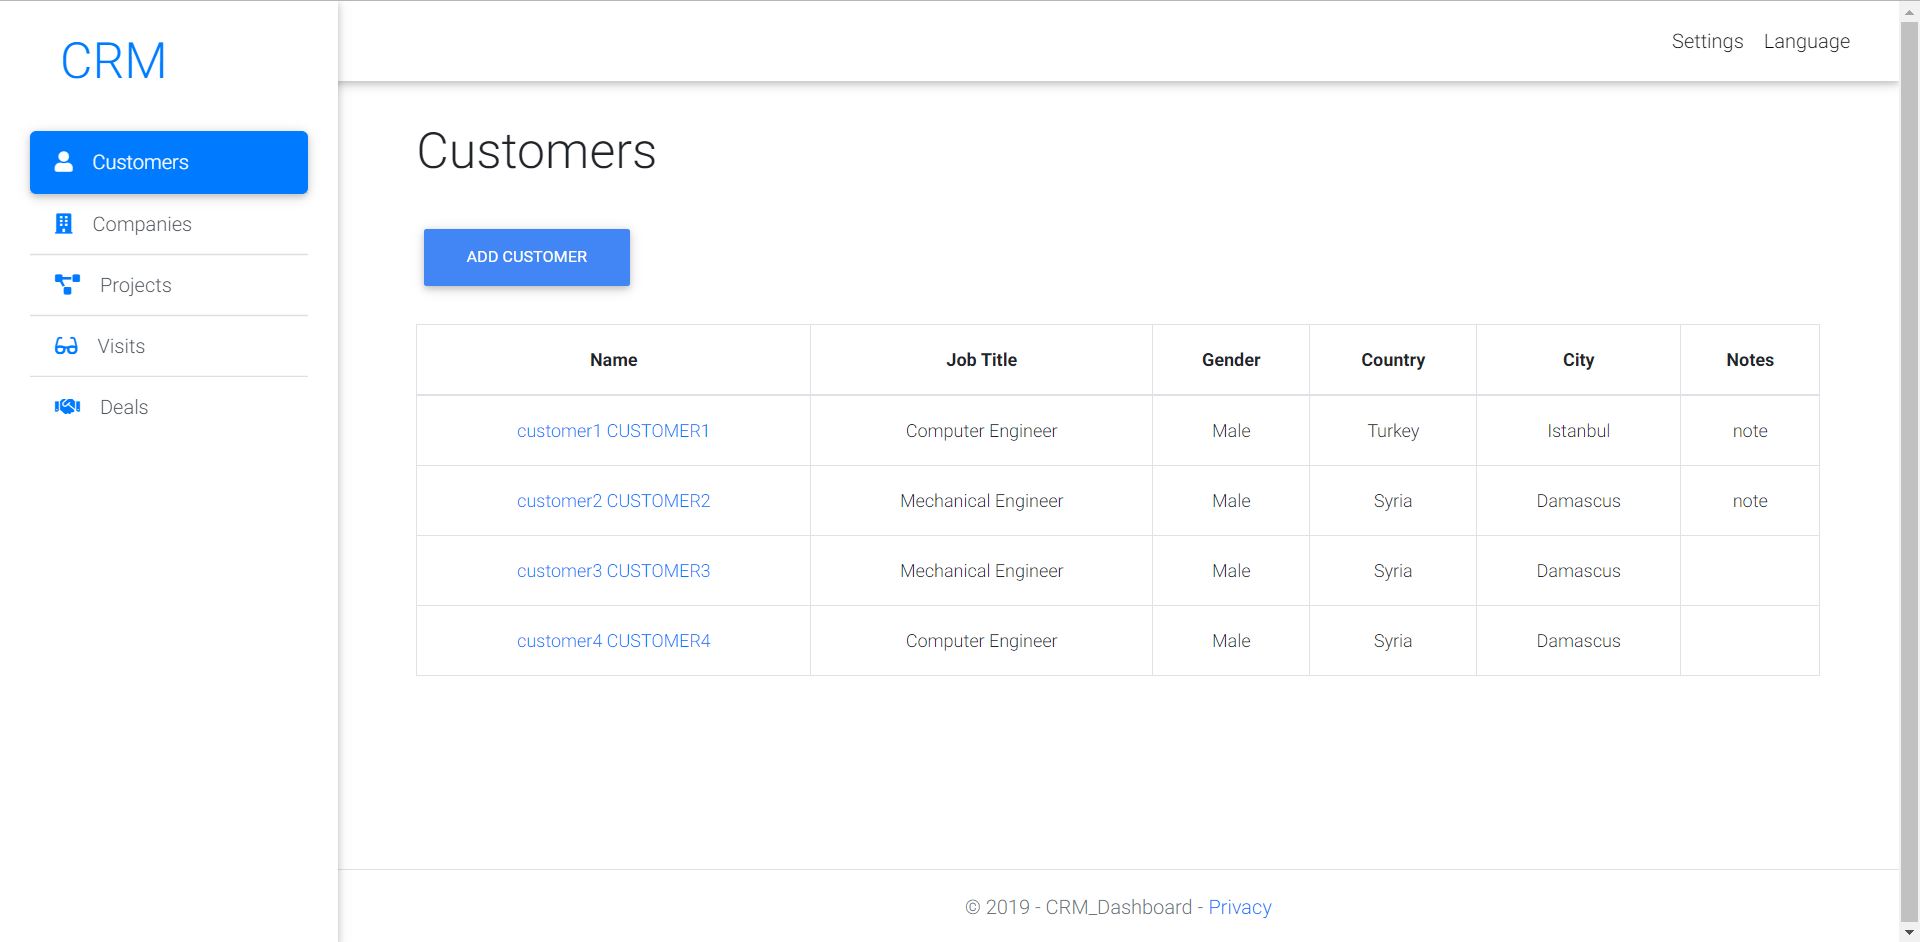 CRM
Settings Language
Customers
Companies
Projects
Visits
Deals
Customers
ADD CUSTOMER
Name Job Title Gender Country City Notes
customer1 CUSTOMER1 Computer Engineer Male Turkey Istanbul note
customer2 CUSTOMER2 Mechanical Engineer Male Syria Damascus note
customer3 CUSTOMER3 Mechanical Engineer Male Syria Damascus
customer4 CUSTOMER4 Computer Engineer Male Syria Damascus
© 2019 - CRM_Dashboard - Privacy